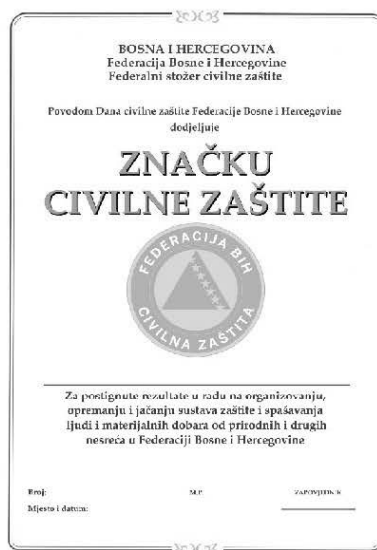 BOSNA I HERCEGOVINA
Federacija Bosne i Hercegovine
Federalni stožer civilne zaštite
Povodom Dana civilne zaštite Federacije Bosne i Hercegovine
dodjeljuje
ZNAČKU
CIVILNE ZAŠTITE
FEDERACIJA BIH
CIVILNA ZAŠTITA
Za postignute rezultate u radu na organizovanju,
opremanju i jačanju sustava zaštite i spašavanja
ljudi i materijalnih dobara od prirodnih i drugih
nesreća u Federaciji Bosne i Hercegovine
Broj: M.P. ZAPOVJEDNIK
Mjesto i datum: